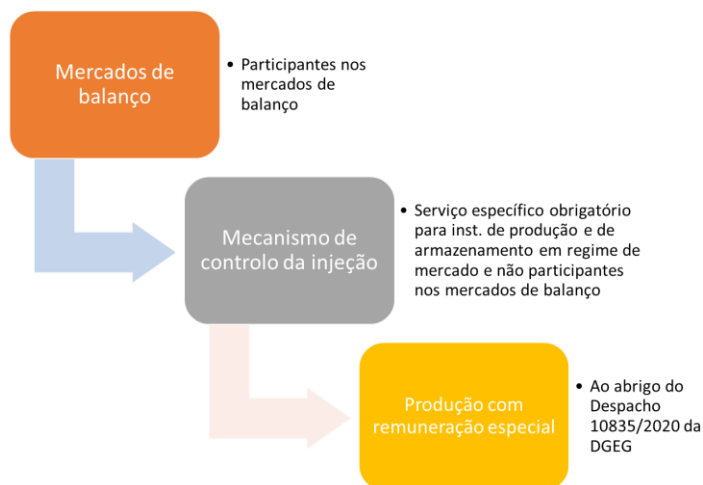 Mercados de
balanço
• Participantes nos
mercados de
balanço
Mecanismo de
controlo da injeção
• Serviço específico obrigatório
para inst. de produção e de
armazenamento em regime de
mercado e não participantes
nos mercados de balanço
Produção com
remuneração especial
• Ao abrigo do
Despacho
10835/2020 da
DGEG